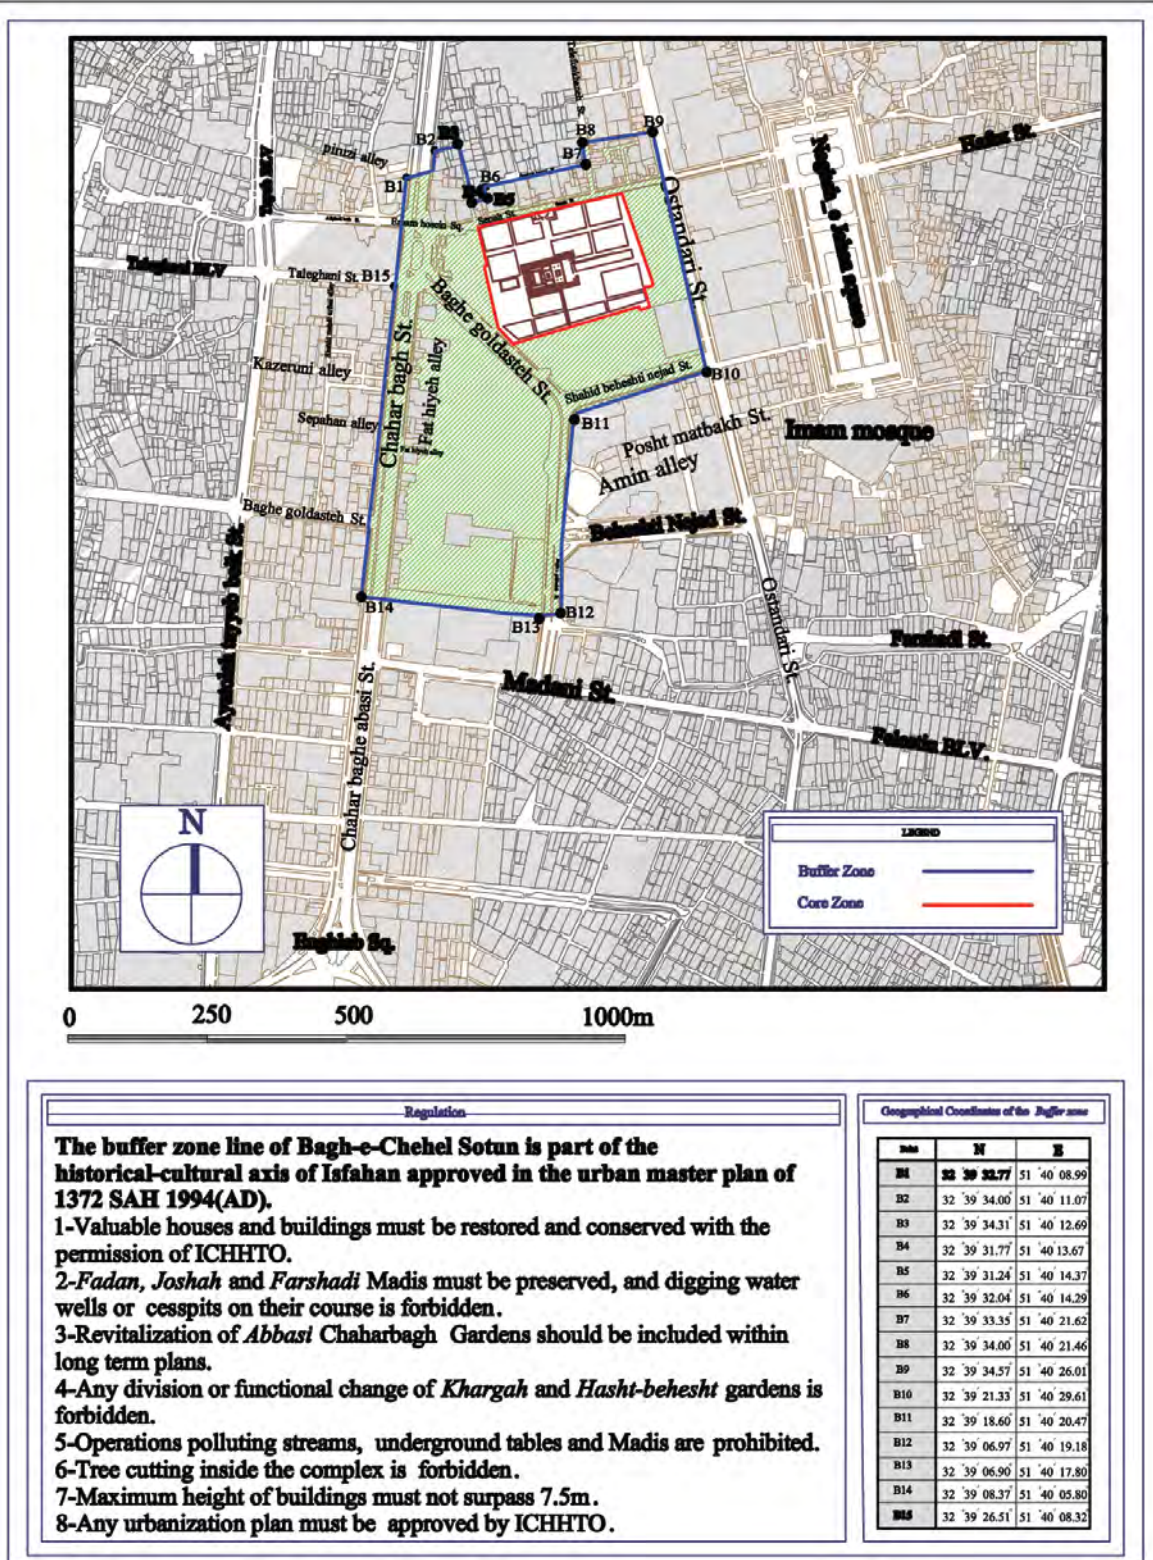 B9
B8
B3
B2
B7
piruzi alley
Hafez St.
B1
B6
B5
Emam hosein Sq.
Ostandari St.
Taleghani BLV
Taleghani St.
B15
Baghe goldasteh St
Chahar bagh St.
Fat hiyeh alley
Kazeruni alley
B10
Shahid beheshti nejad St.
Sepahan alley
B11
Posht matbakh St.
Imam mosque
Fat hiyeh alley
Amin alley
Baghe goldasteh St.
Beheshti Nejad St.
B14
B12
B13
Ostandari St.
Farshadi St.
Madani St.
Chahar baghe abasi St.
Felestin BLV.
N
Enghlab Sq.
LEGEND
Buffer Zone
Core Zone
0 250 500 1000m
Regulation
The buffer zone line of Bagh-e-Chehel Sotun is part of the
historical-cultural axis of Isfahan approved in the urban master plan of
1372 SAH 1994(AD).
1-Valuable houses and buildings must be restored and conserved with the
permission of ICHHTO.
2-Fadan, Joshah and Farshadi Madis must be preserved, and digging water
wells or cesspits on their course is forbidden.
3-Revitalization of Abbasi Chaharbagh Gardens should be included within
long term plans.
4-Any division or functional change of Khargah and Hasht-behesht gardens is
forbidden.
5-Operations polluting streams, underground tables and Madis are prohibited.
6-Tree cutting inside the complex is forbidden.
7-Maximum height of buildings must not surpass 7.5m.
8-Any urbanization plan must be approved by ICHHTO.
Geographical Coordinates of the Buffer zone
Point N E
B1 32 °39 ′32.77″ 51 °40 ′08.99″
B2 32 °39 ′34.00″ 51 °40 ′11.07″
B3 32 °39 ′34.31″ 51 °40 ′12.69″
B4 32 °39 ′31.77″ 51 °40 ′13.67″
B5 32 °39 ′31.24″ 51 °40 ′14.37″
B6 32 °39 ′32.04″ 51 °40 ′14.29″
B7 32 °39 ′33.35″ 51 °40 ′21.62″
B8 32 °39 ′34.00″ 51 °40 ′21.46″
B9 32 °39 ′34.57″ 51 °40 ′26.01″
B10 32 °39 ′21.33″ 51 °40 ′29.61″
B11 32 °39 ′18.60″ 51 °40 ′20.47″
B12 32 °39 ′06.97″ 51 °40 ′19.18″
B13 32 °39 ′06.90″ 51 °40 ′17.80″
B14 32 °39 ′08.37″ 51 °40 ′05.80″
B15 32 °39 ′26.51″ 51 °40 ′08.32″